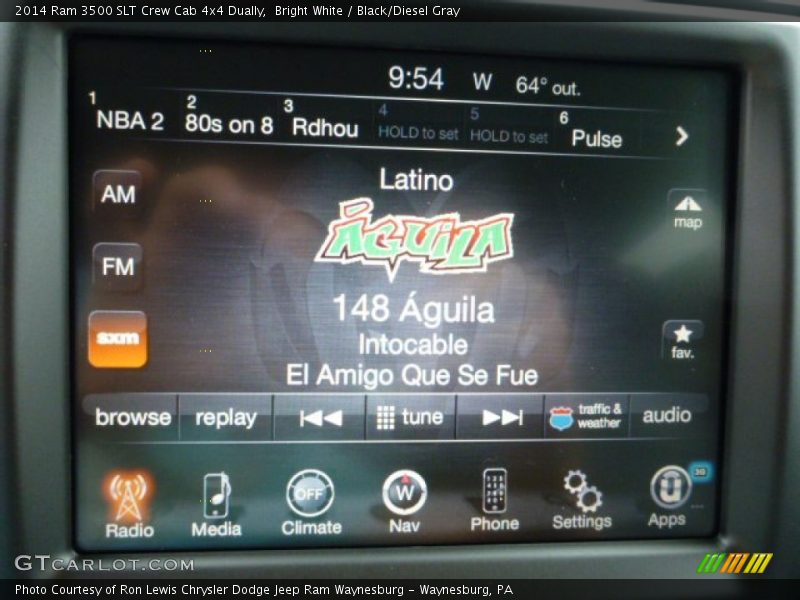 2014 Ram 3500 SLT Crew Cab 4x4 Dually,  Bright White / Black/Diesel Gray
9:54 W 64° out.
1 NBA 2 2 80s on 8 3 Rdhou 4 HOLD to set 5 HOLD to set 6 Pulse
Latino
AM
map
ÁGUILA
FM
148 Águila
sxm
Intocable
fav.
El Amigo Que Se Fue
browse replay tune traffic & weather audio
OFF W 39
Radio Media Climate Nav Phone Settings Apps
GTCARLOT.COM
Photo Courtesy of Ron Lewis Chrysler Dodge Jeep Ram Waynesburg - Waynesburg, PA